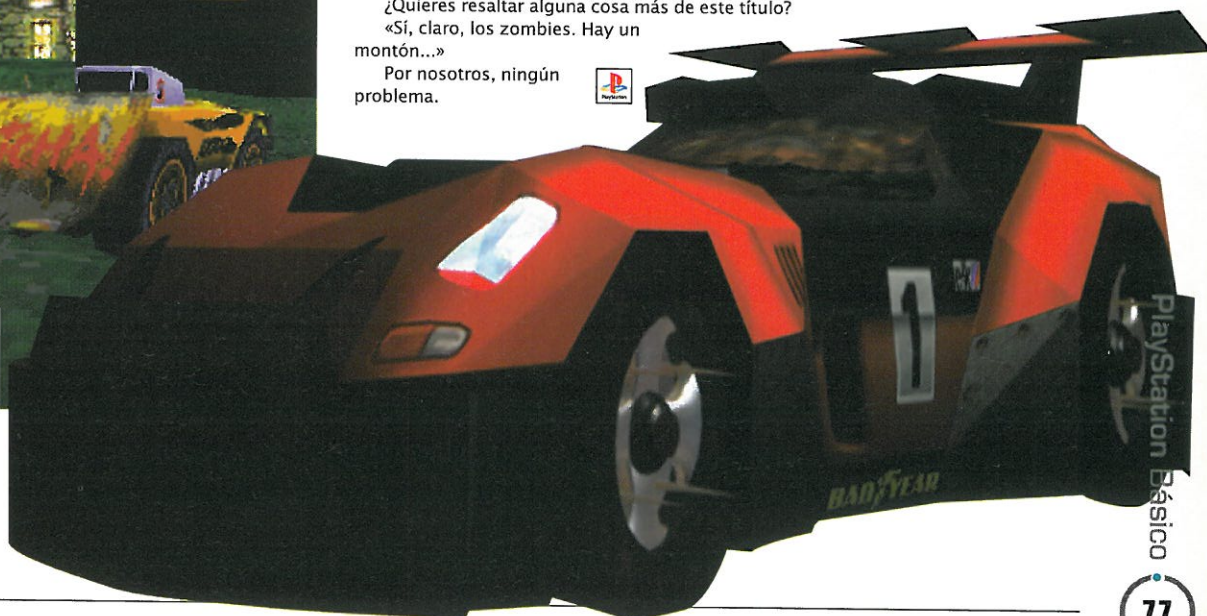 ¿Quieres resaltar alguna cosa más de este título?
«Sí, claro, los zombies. Hay un
montón...»
Por nosotros, ningún
problema.
PlayStation
1
BAD YEAR
PlayStation Básico
77